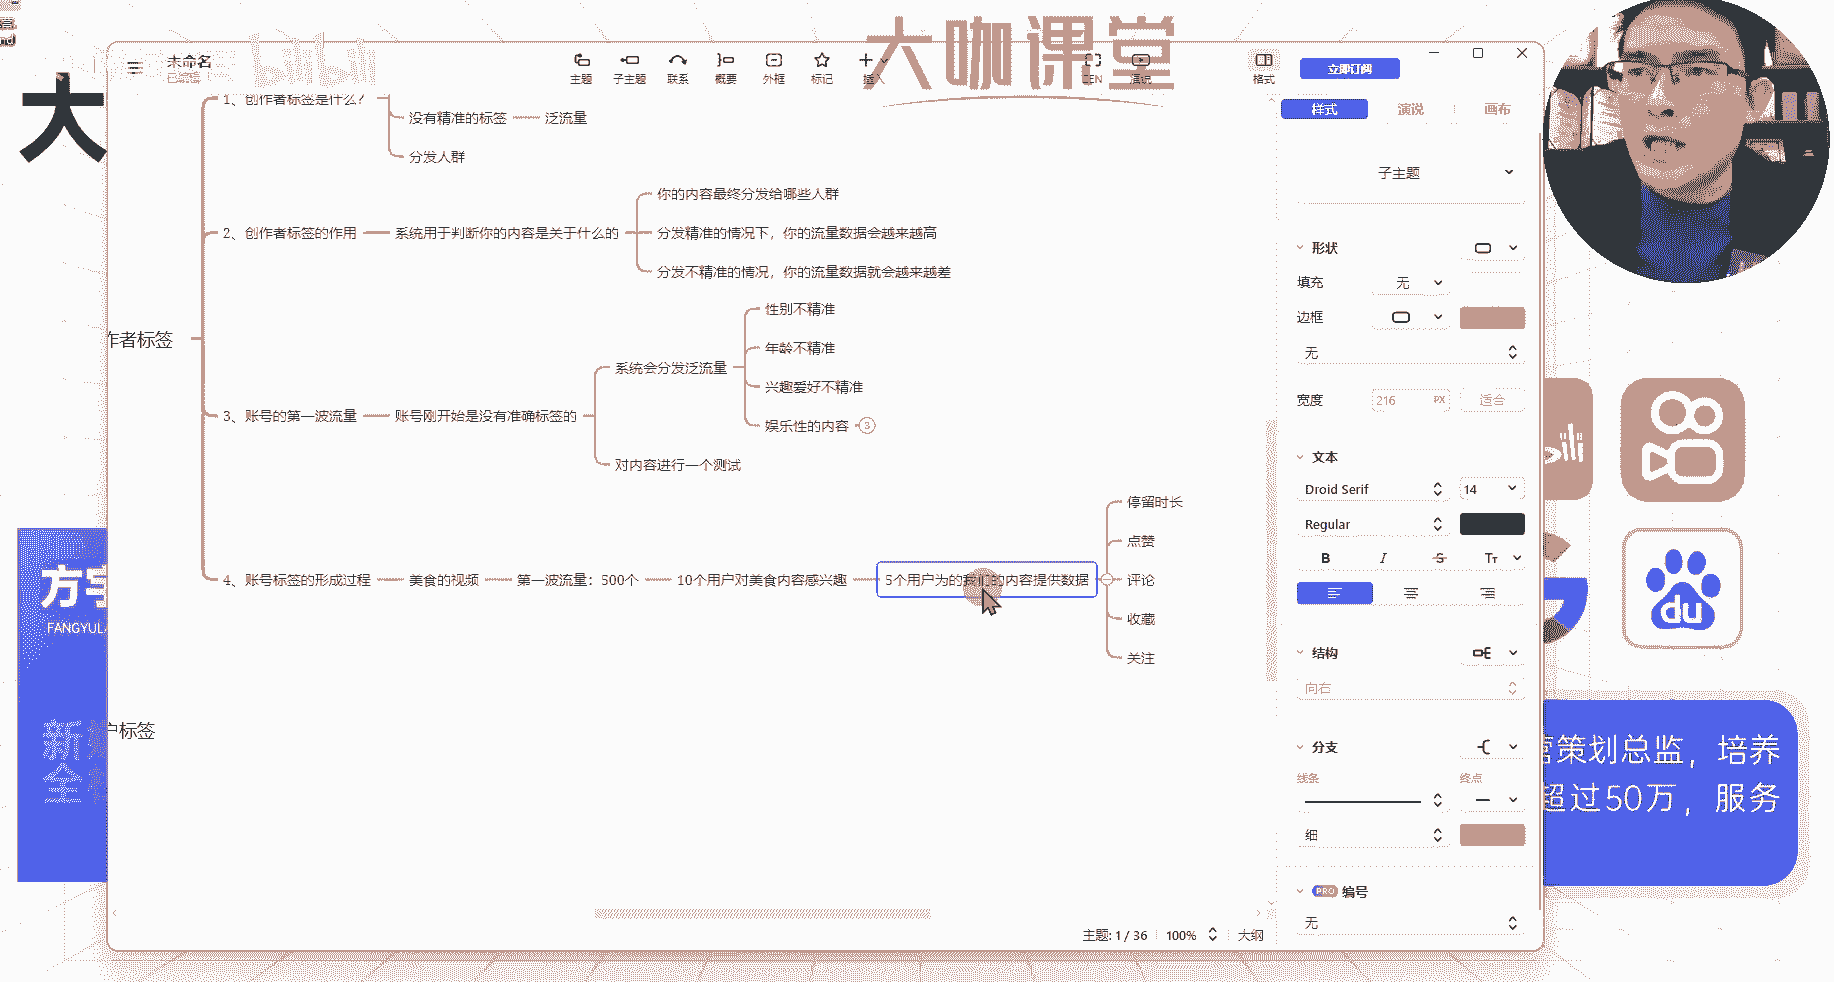 大咖课堂
bilibili
大
未命名
已编辑
主题
子主题
联系
概要
外框
标记
插入
ZEN
演说
格式
立即订阅
1、创作者标签是什么?
没有精准的标签
泛流量
分发人群
2、创作者标签的作用
系统用于判断你的内容是关于什么的
你的内容最终分发给哪些人群
分发精准的情况下，你的流量数据会越来越高
分发不精准的情况，你的流量数据就会越来越差
作者标签
3、账号的第一波流量
账号刚开始是没有准确标签的
系统会分发泛流量
性别不精准
年龄不精准
兴趣爱好不精准
娱乐性的内容
3
对内容进行一个测试
4、账号标签的形成过程
美食的视频
第一波流量：500个
10个用户对美食内容感兴趣
5个用户为的我们的内容提供数据
停留时长
点赞
评论
收藏
关注
户标签
样式
演说
画布
子主题
形状
填充
无
边框
无
宽度
216
PX
适合
文本
Droid Serif
14
Regular
B
I
S
Tт
结构
向右
分支
线条
终点
细
PRO
编号
无
主题: 1 / 36
100%
大纲
方宇
FANGYUL
新
全
bili
du
营策划总监，培养
超过50万，服务